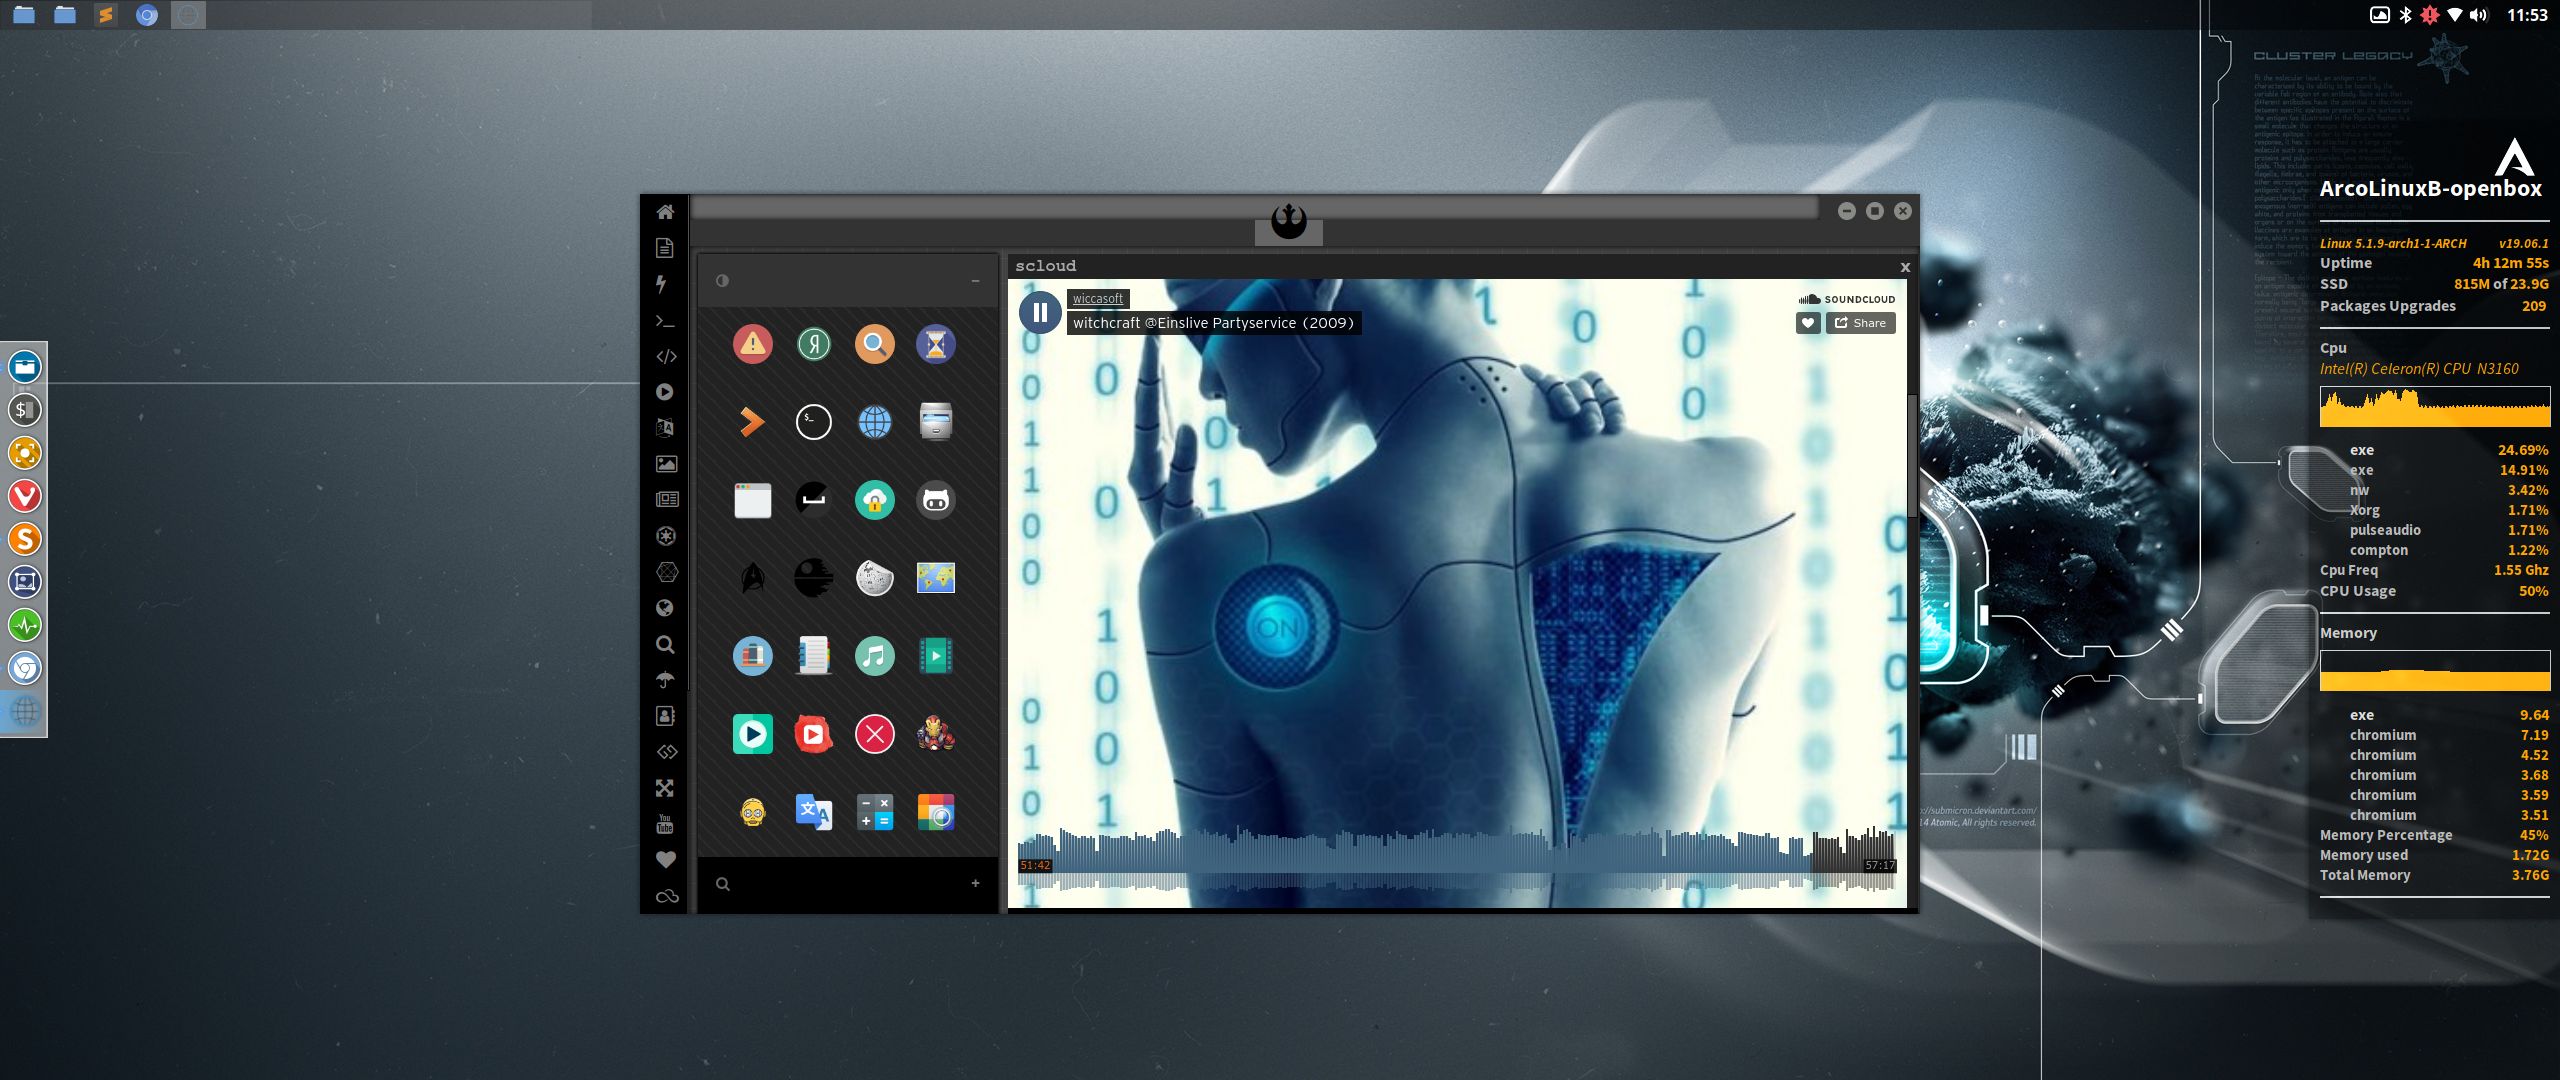 11:53
CLUSTER LEGACY
ArcoLinuxB-openbox
Linux 5.1.9-arch1-1-ARCH v19.06.1
Uptime 4h 12m 55s
SSD 815M of 23.9G
Packages Upgrades 209
Cpu
Intel(R) Celeron(R) CPU N3160
exe 24.69%
exe 14.91%
nw 3.42%
Xorg 1.71%
pulseaudio 1.71%
compton 1.22%
Cpu Freq 1.55 Ghz
CPU Usage 50%
Memory
exe 9.64
chromium 7.19
chromium 4.52
chromium 3.68
chromium 3.59
chromium 3.51
Memory Percentage 45%
Memory used 1.72G
Total Memory 3.76G
scloud x
wiccasoft
witchcraft @Einslive Partyservice (2009)
SOUNDCLOUD
Share
ON
51:42
57:17
You
Tube
://submicron.deviantart.com/
14 Atomic, All rights reserved.